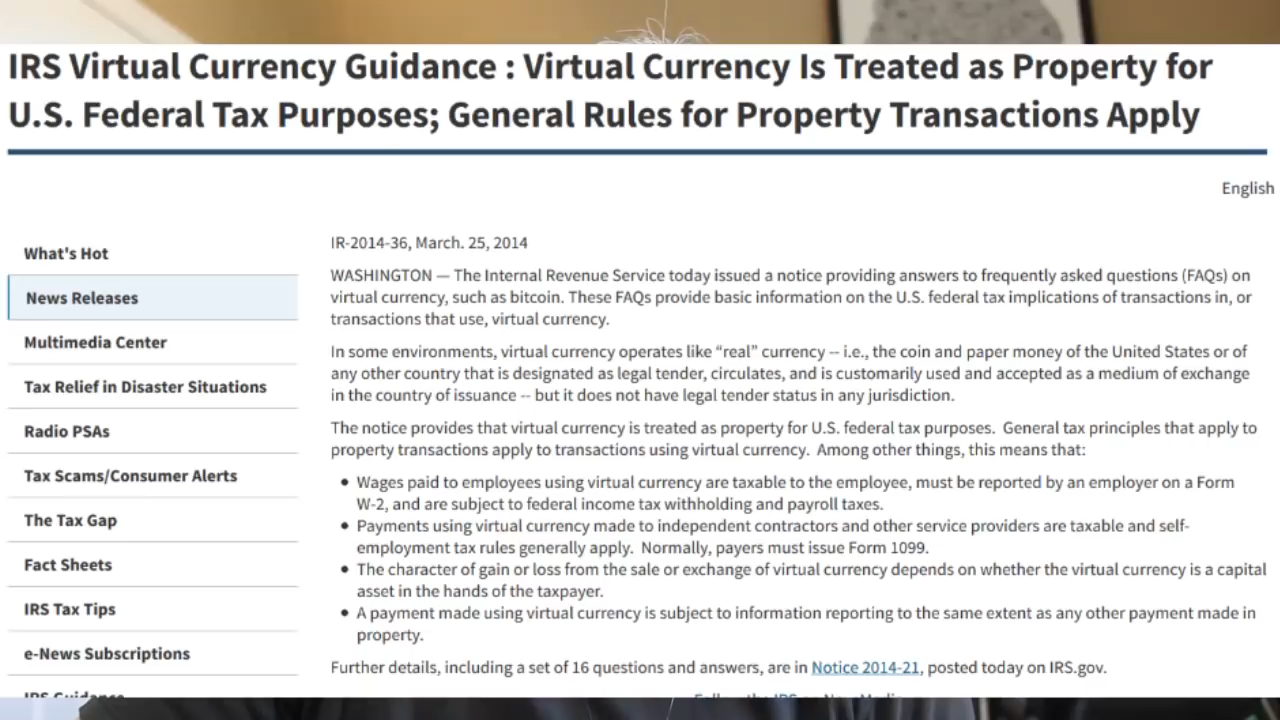 IRS Virtual Currency Guidance : Virtual Currency Is Treated as Property for
U.S. Federal Tax Purposes; General Rules for Property Transactions Apply
English
What's Hot
News Releases
Multimedia Center
Tax Relief in Disaster Situations
Radio PSAs
Tax Scams/Consumer Alerts
The Tax Gap
Fact Sheets
IRS Tax Tips
e-News Subscriptions
IRS Guidance
IR-2014-36, March. 25, 2014
WASHINGTON — The Internal Revenue Service today issued a notice providing answers to frequently asked questions (FAQs) on
virtual currency, such as bitcoin. These FAQs provide basic information on the U.S. federal tax implications of transactions in, or
transactions that use, virtual currency.
In some environments, virtual currency operates like “real” currency -- i.e., the coin and paper money of the United States or of
any other country that is designated as legal tender, circulates, and is customarily used and accepted as a medium of exchange
in the country of issuance -- but it does not have legal tender status in any jurisdiction.
The notice provides that virtual currency is treated as property for U.S. federal tax purposes.  General tax principles that apply to
property transactions apply to transactions using virtual currency.  Among other things, this means that:
• Wages paid to employees using virtual currency are taxable to the employee, must be reported by an employer on a Form
W-2, and are subject to federal income tax withholding and payroll taxes.
• Payments using virtual currency made to independent contractors and other service providers are taxable and self-
employment tax rules generally apply.  Normally, payers must issue Form 1099.
• The character of gain or loss from the sale or exchange of virtual currency depends on whether the virtual currency is a capital
asset in the hands of the taxpayer.
• A payment made using virtual currency is subject to information reporting to the same extent as any other payment made in
property.
Further details, including a set of 16 questions and answers, are in Notice 2014-21, posted today on IRS.gov.